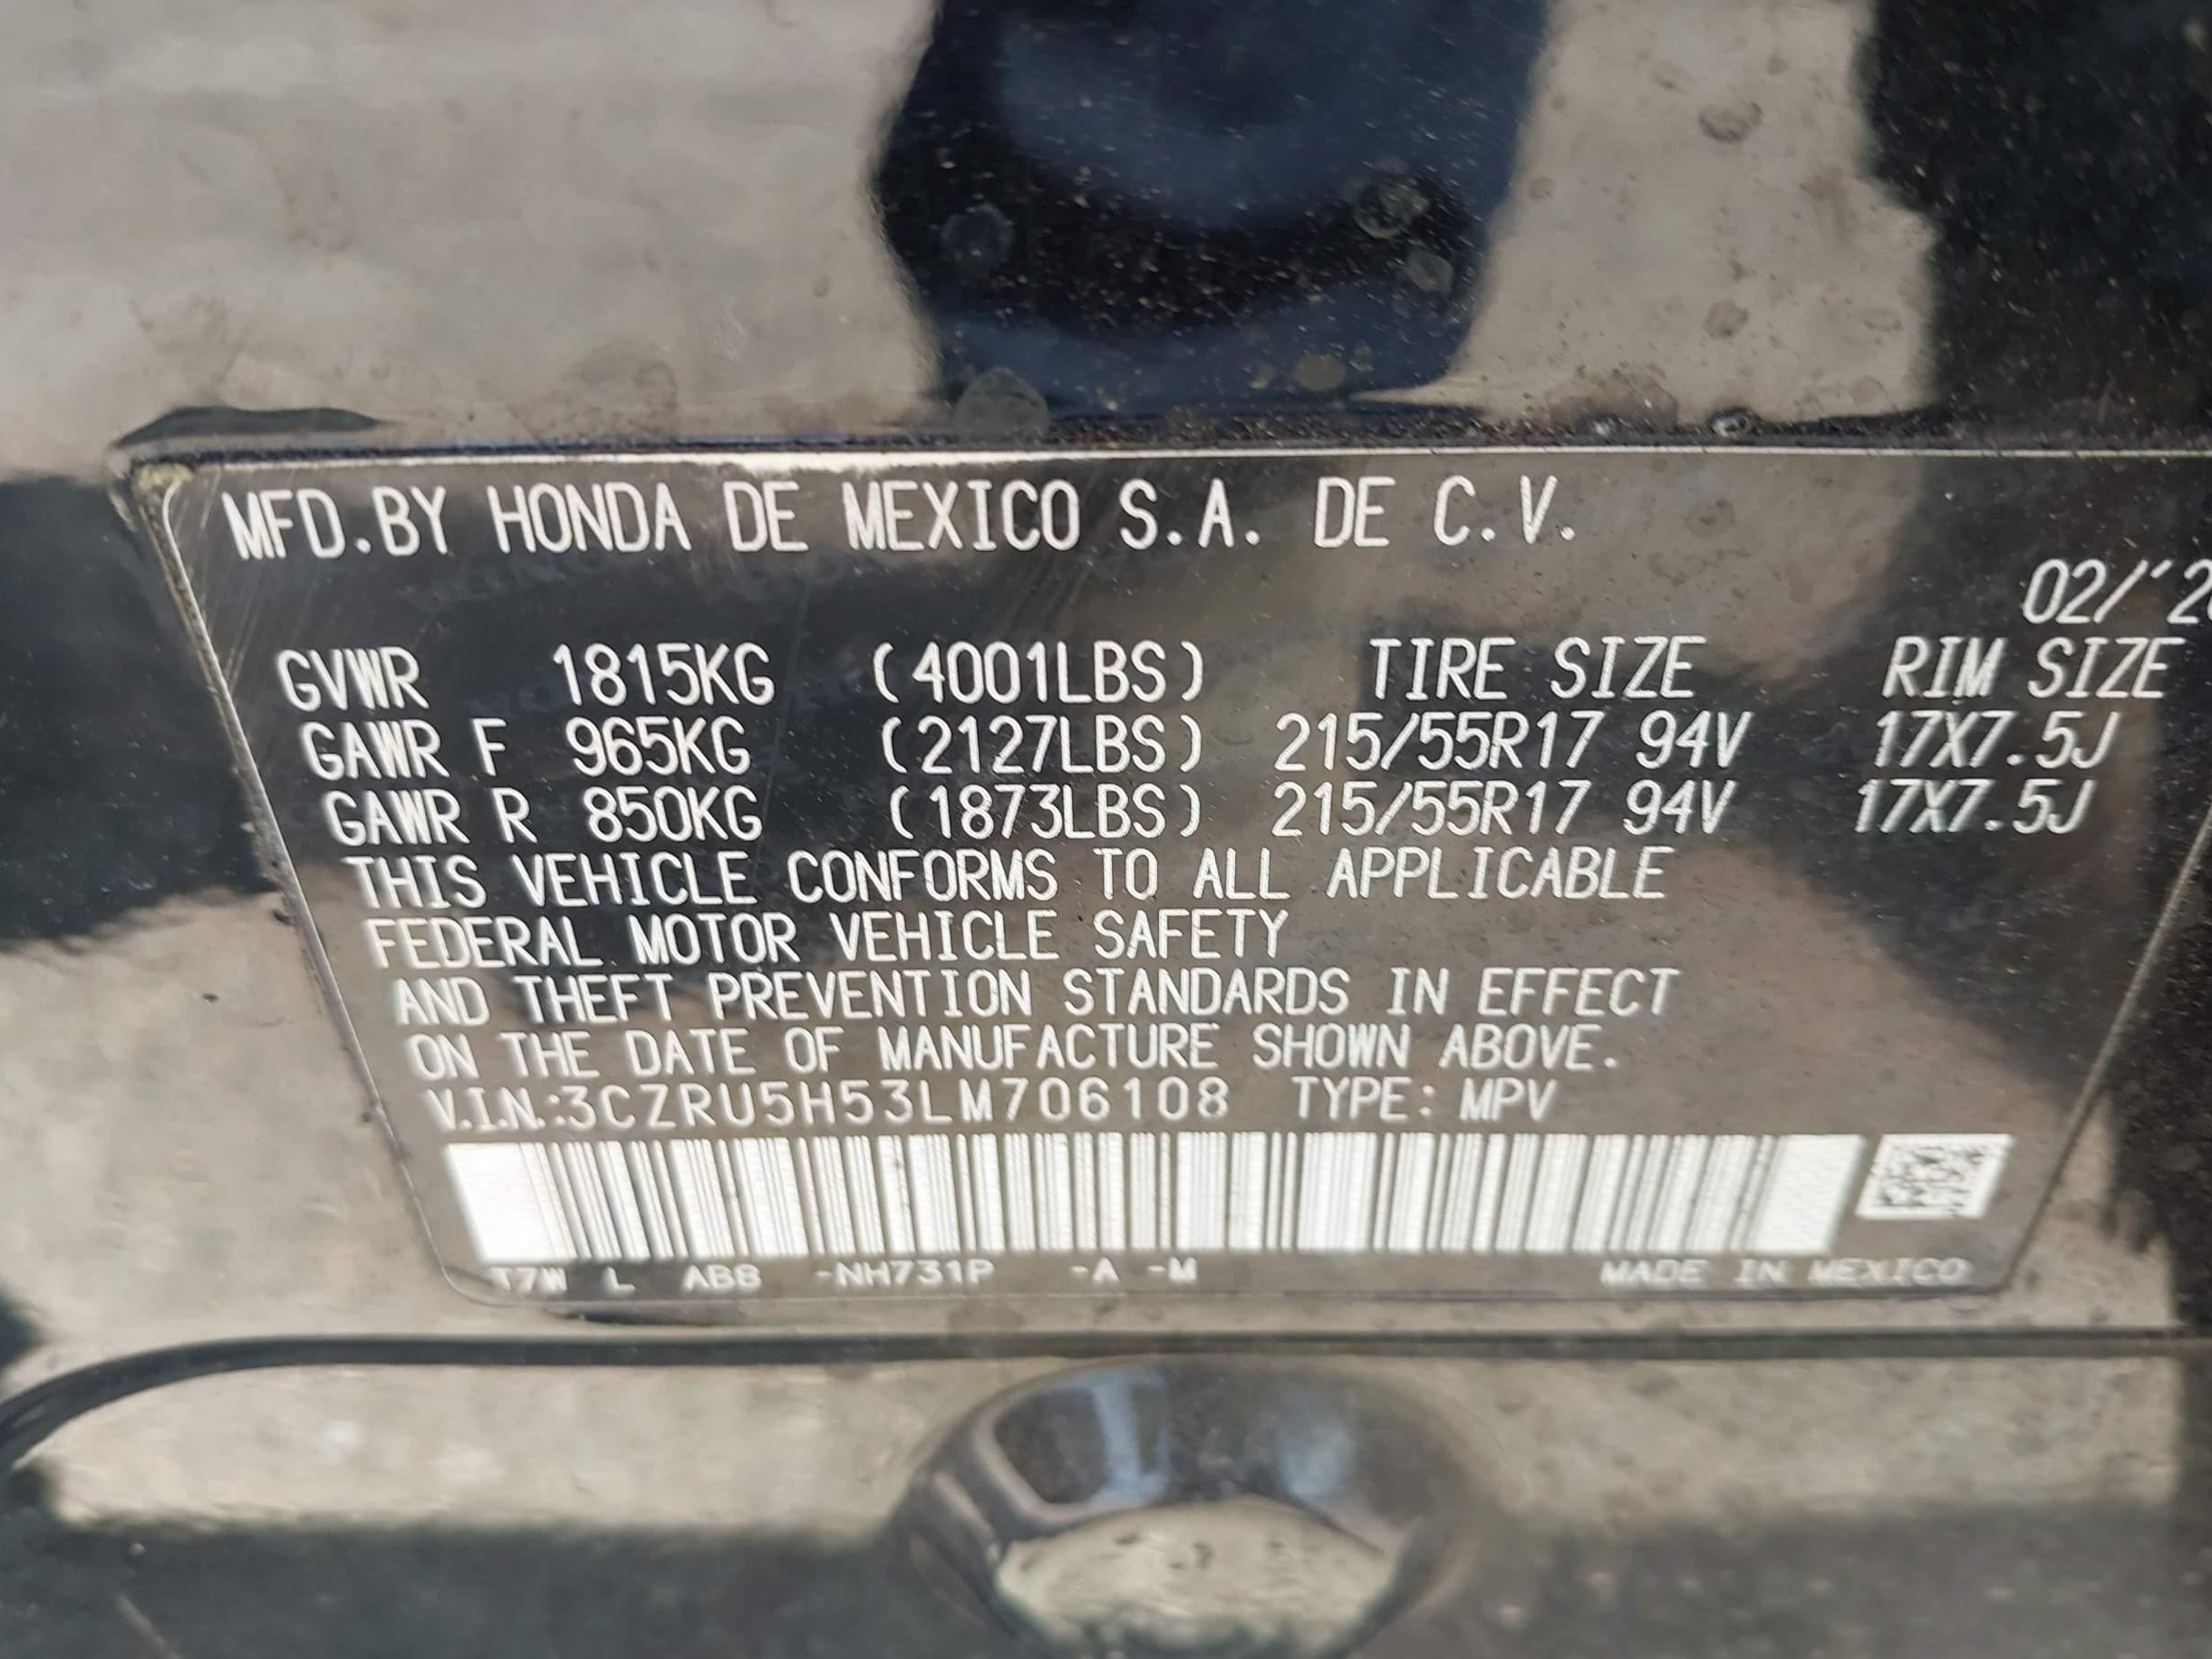 MFD.BY HONDA DE MEXICO S.A. DE C.V.
02/'20
GVWR 1815KG (4001LBS) TIRE SIZE RIM SIZE
GAWR F 965KG (2127LBS) 215/55R17 94V 17X7.5J
GAWR R 850KG (1873LBS) 215/55R17 94V 17X7.5J
THIS VEHICLE CONFORMS TO ALL APPLICABLE
FEDERAL MOTOR VEHICLE SAFETY
AND THEFT PREVENTION STANDARDS IN EFFECT
ON THE DATE OF MANUFACTURE SHOWN ABOVE.
V.I.N.:3CZRU5H53LM706108 TYPE: MPV
T7W L ABS -NH731P -A -M MADE IN MEXICO